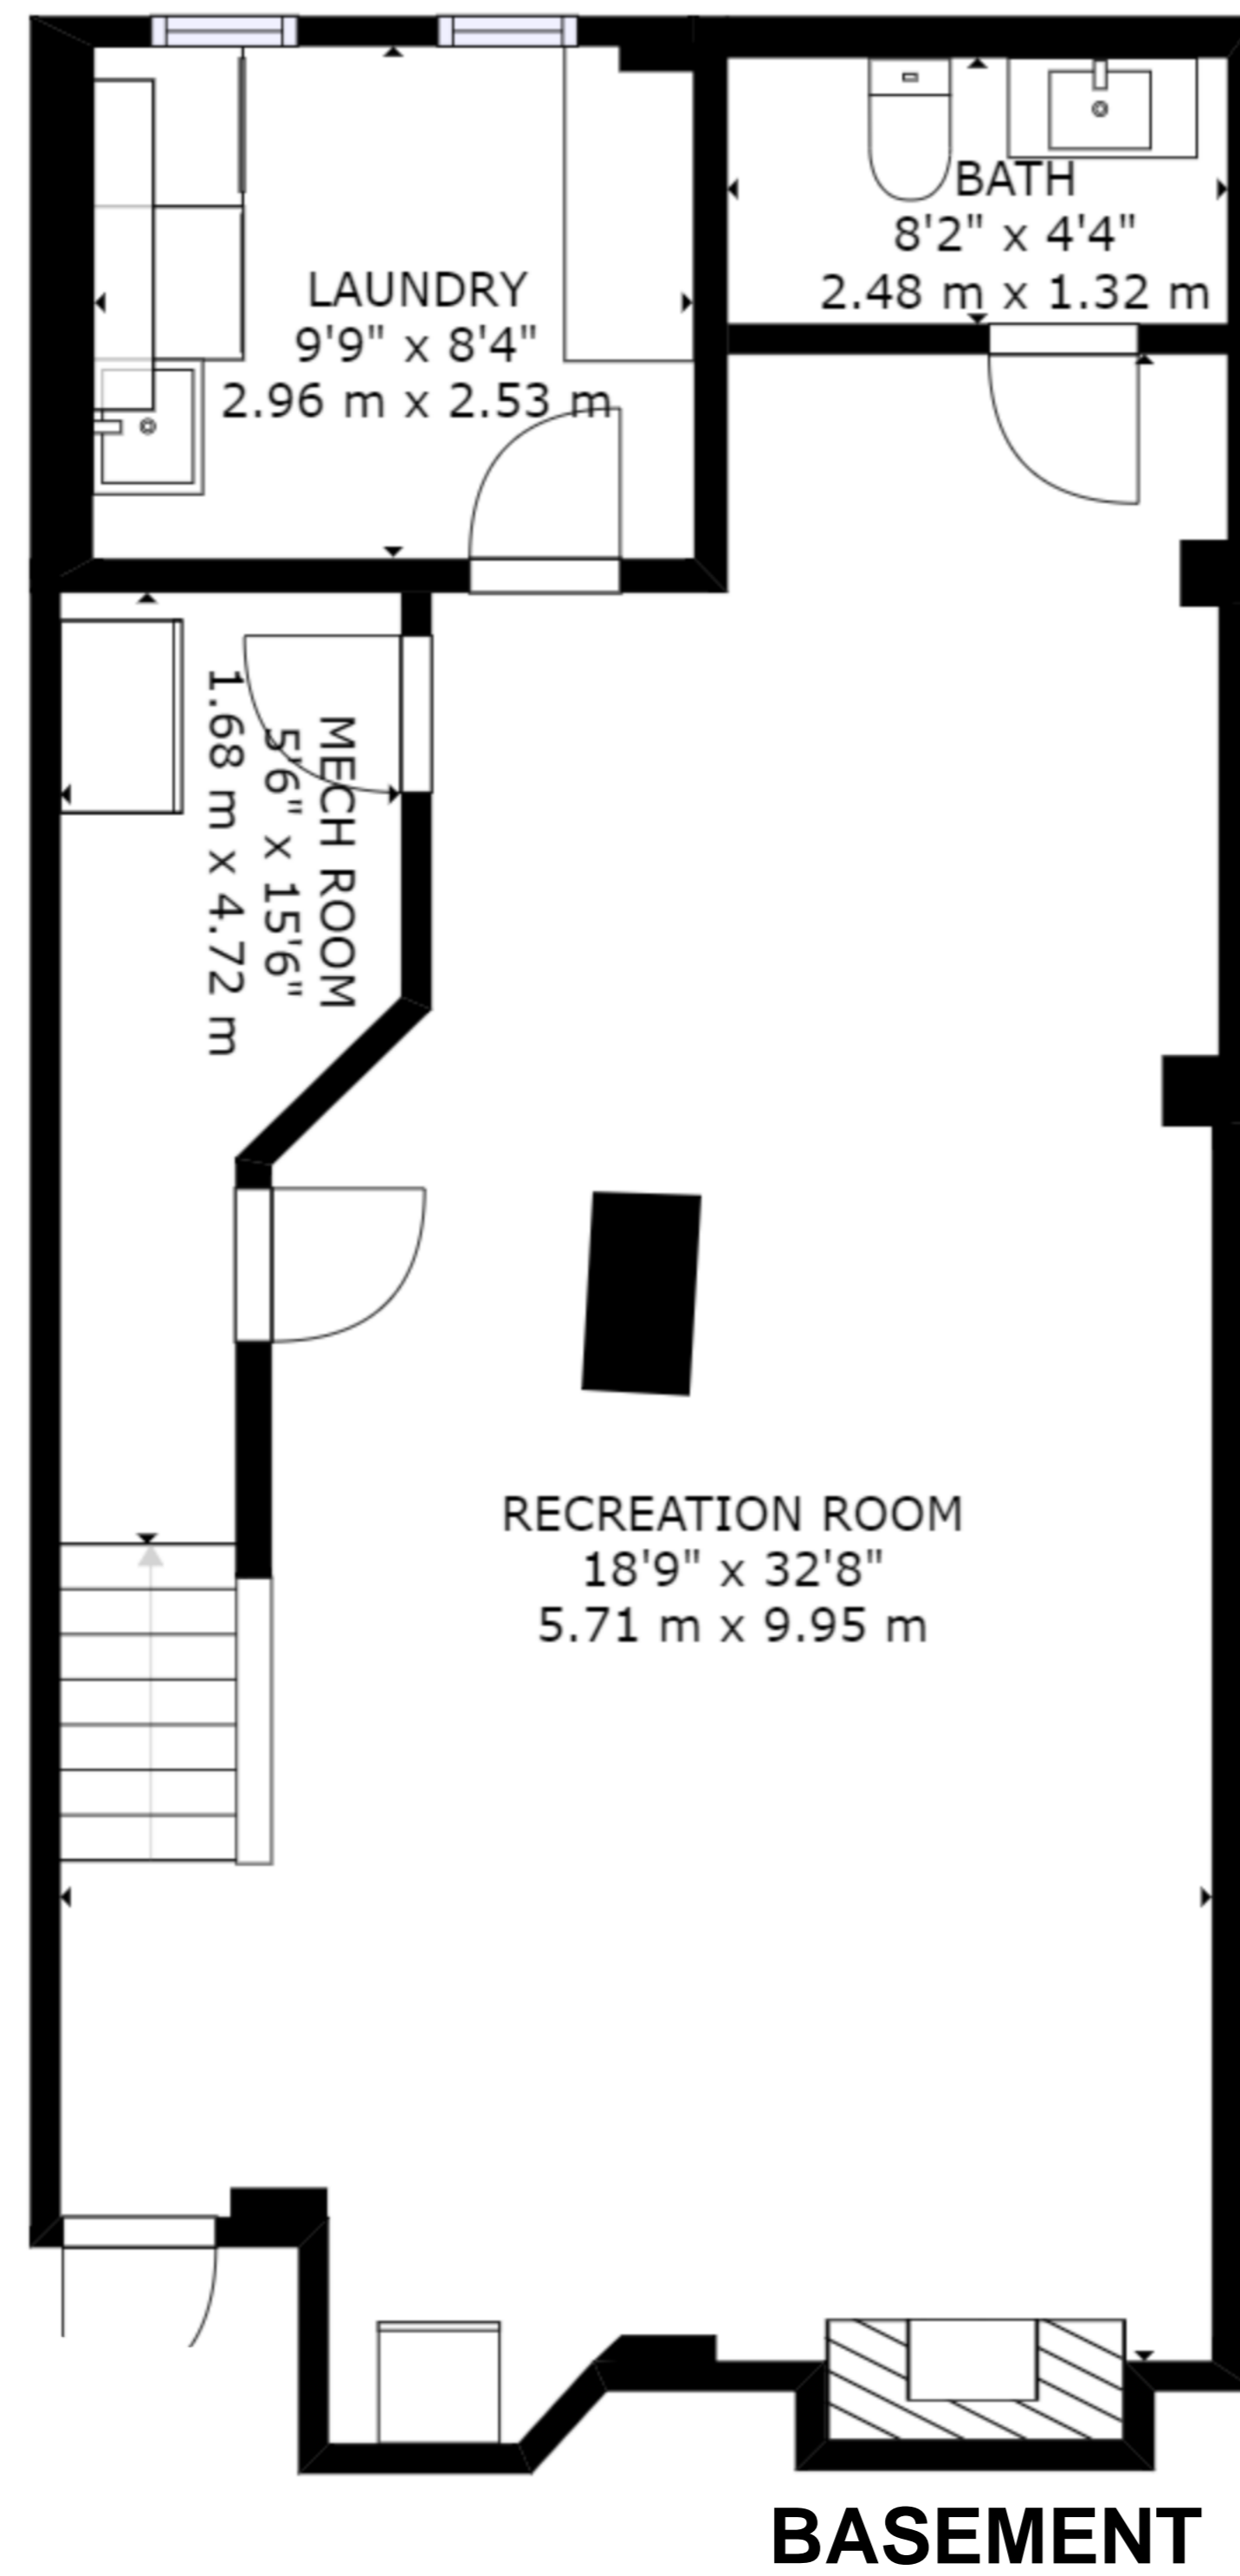 BATH
8'2" x 4'4"
2.48 m x 1.32 m
LAUNDRY
9'9" x 8'4"
2.96 m x 2.53 m
MECH ROOM
5'6" x 15'6"
1.68 m x 4.72 m
RECREATION ROOM
18'9" x 32'8"
5.71 m x 9.95 m
BASEMENT